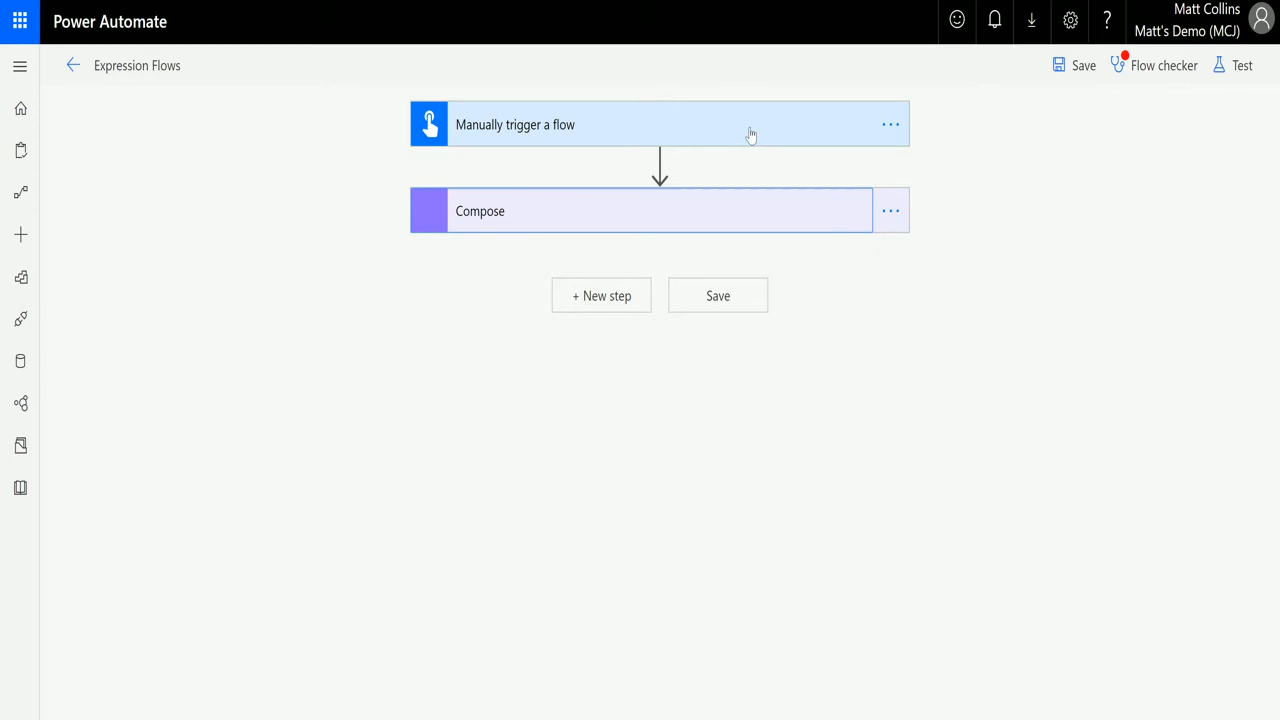 Power Automate
Matt Collins
Matt's Demo (MCJ)
Expression Flows
Save
Flow checker
Test
Manually trigger a flow
Compose
+ New step
Save